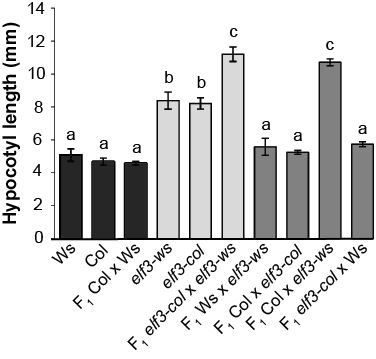 Hypocotyl length (mm)
14
12
10
8
6
4
2
0
a
a
a
b
b
c
a
a
c
a
Ws
Col
F1 Col x Ws
elf3-ws
elf3-col
F1 elf3-col x elf3-ws
F1 Ws x elf3-ws
F1 Col x elf3-col
F1 Col x elf3-ws
F1 elf3-col x Ws